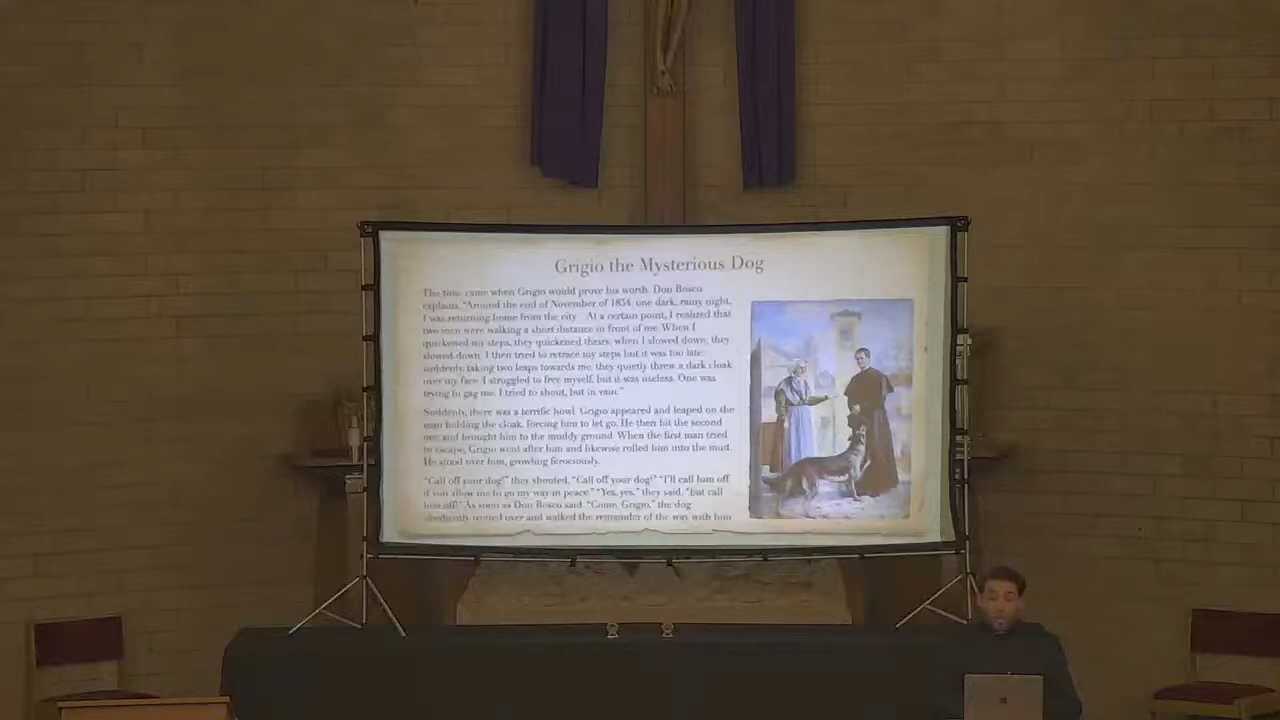 Grigio the Mysterious Dog
The time came when Grigio would prove his worth. Don Bosco
explains, "Around the end of November of 1854, one dark, rainy night,
I was returning home from the city. At a certain point, I realized that
two men were walking a short distance in front of me. When I
quickened my steps, they quickened theirs; when I slowed down, they
slowed down. I then tried to retrace my steps but it was too late:
suddenly, taking two leaps towards me, they quietly threw a dark cloak
over my face. I struggled to free myself, but it was useless. One was
trying to gag me. I tried to shout, but in vain."
Suddenly, there was a terrific howl. Grigio appeared and leaped on the
man holding the cloak, forcing him to let go. He then bit the second
one and brought him to the muddy ground. When the first man tried
to escape, Grigio went after him and likewise rolled him into the mud.
He stood over him, growling ferociously.
"Call off your dog!" they shouted, "Call off your dog!" "I'll call him off
if you allow me to go my way in peace." "Yes, yes," they said, "but call
him off!" As soon as Don Bosco said "Come, Grigio," the dog
obediently trotted over and walked the remainder of the way with him